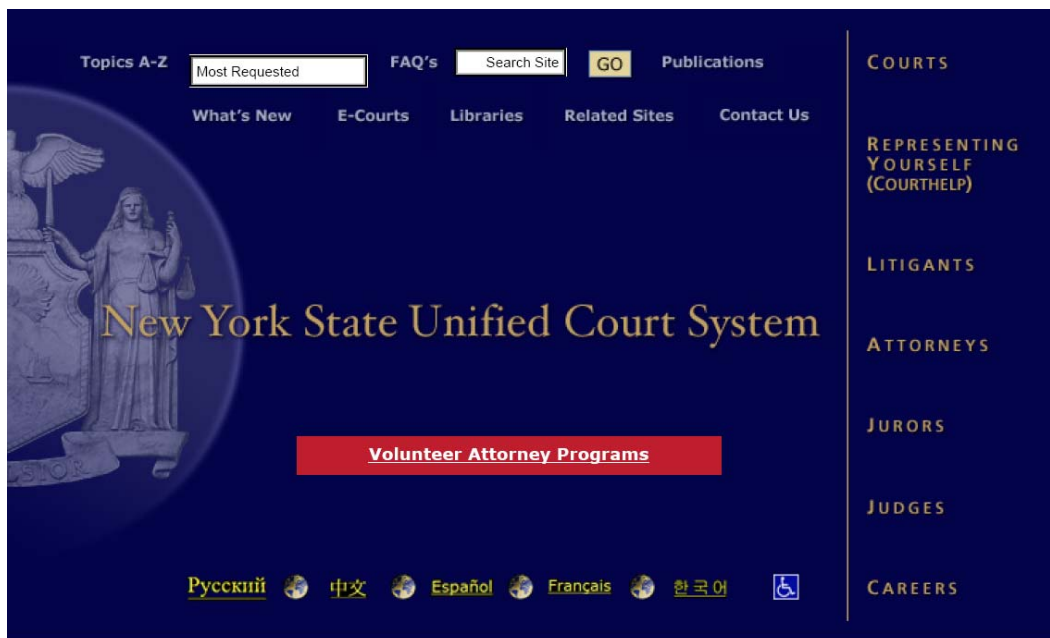 Topics A-Z Most Requested FAQ's Search Site GO Publications
What's New E-Courts Libraries Related Sites Contact Us
New York State Unified Court System
Volunteer Attorney Programs
Русский 中文 Español Français 한국어
COURTS
REPRESENTING
YOURSELF
(COURTHELP)
LITIGANTS
ATTORNEYS
JURORS
JUDGES
CAREERS